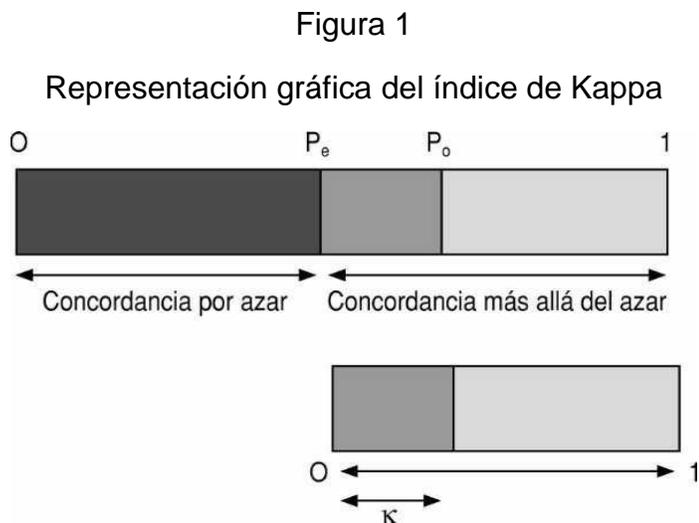 Figura 1
Representación gráfica del índice de Kappa
O Pe Po 1
Concordancia por azar Concordancia más allá del azar
O 1
κ